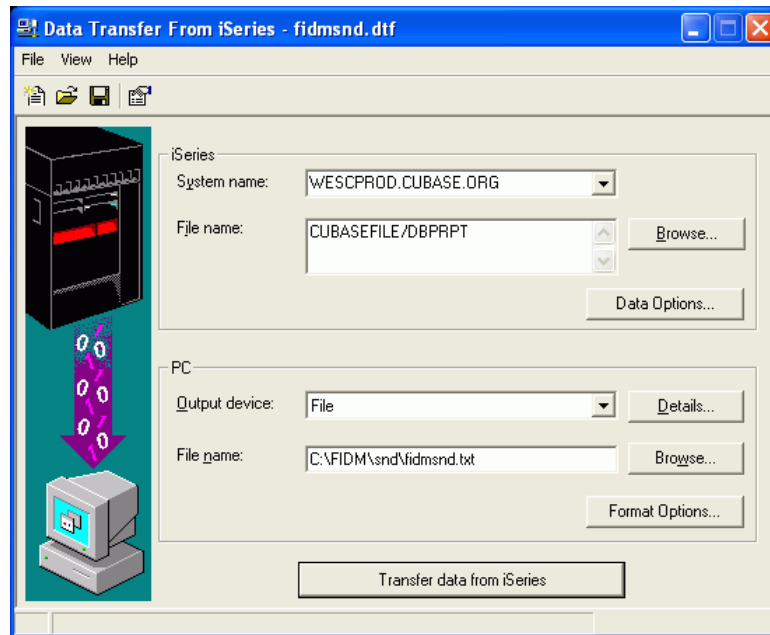 Data Transfer From iSeries - fidmsnd.dtf
File View Help
iSeries
System name: WESCPROD.CUBASE.ORG
File name: CUBASEFILE/DBPRPT Browse...
Data Options...
PC
Output device: File Details...
File name: C:\FIDM\snd\fidmsnd.txt Browse...
Format Options...
Transfer data from iSeries